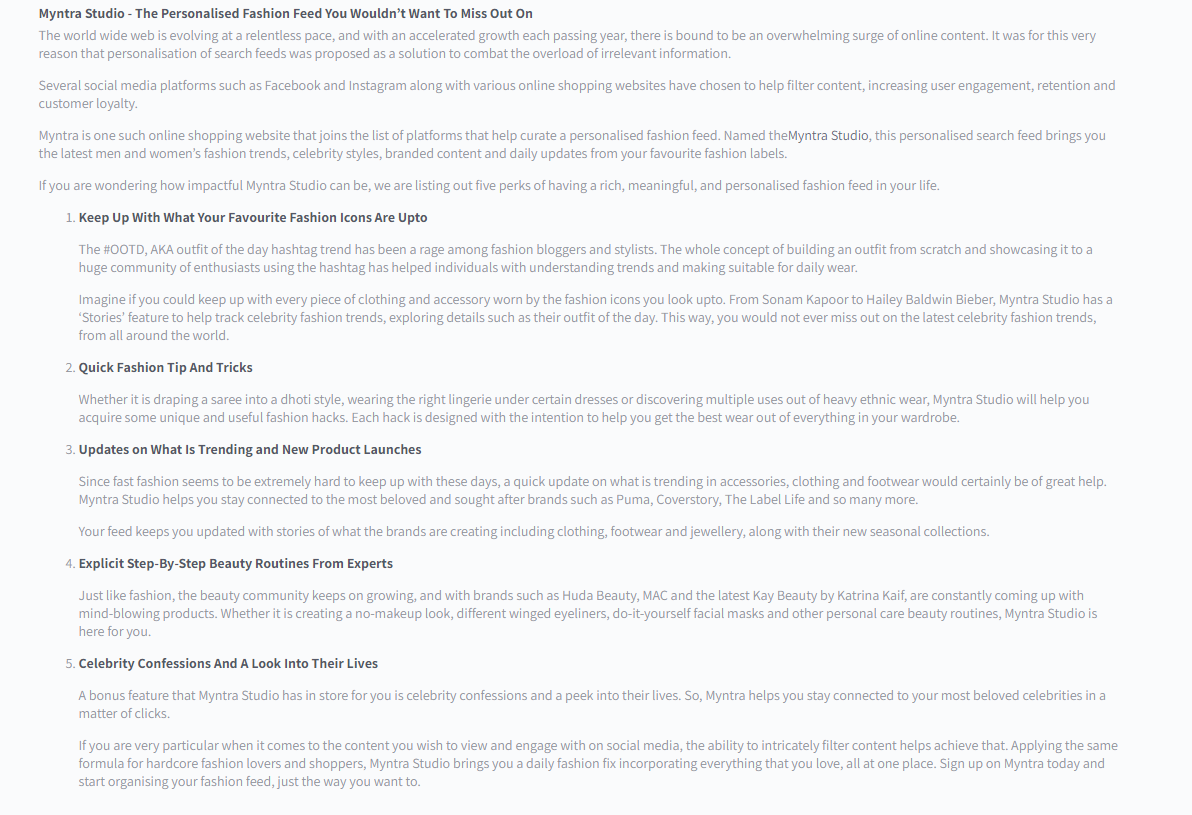 Myntra Studio - The Personalised Fashion Feed You Wouldn’t Want To Miss Out On
The world wide web is evolving at a relentless pace, and with an accelerated growth each passing year, there is bound to be an overwhelming surge of online content. It was for this very
reason that personalisation of search feeds was proposed as a solution to combat the overload of irrelevant information.
Several social media platforms such as Facebook and Instagram along with various online shopping websites have chosen to help filter content, increasing user engagement, retention and
customer loyalty.
Myntra is one such online shopping website that joins the list of platforms that help curate a personalised fashion feed. Named theMyntra Studio, this personalised search feed brings you
the latest men and women’s fashion trends, celebrity styles, branded content and daily updates from your favourite fashion labels.
If you are wondering how impactful Myntra Studio can be, we are listing out five perks of having a rich, meaningful, and personalised fashion feed in your life.
1. Keep Up With What Your Favourite Fashion Icons Are Upto
The #OOTD, AKA outfit of the day hashtag trend has been a rage among fashion bloggers and stylists. The whole concept of building an outfit from scratch and showcasing it to a
huge community of enthusiasts using the hashtag has helped individuals with understanding trends and making suitable for daily wear.
Imagine if you could keep up with every piece of clothing and accessory worn by the fashion icons you look upto. From Sonam Kapoor to Hailey Baldwin Bieber, Myntra Studio has a
‘Stories’ feature to help track celebrity fashion trends, exploring details such as their outfit of the day. This way, you would not ever miss out on the latest celebrity fashion trends,
from all around the world.
2. Quick Fashion Tip And Tricks
Whether it is draping a saree into a dhoti style, wearing the right lingerie under certain dresses or discovering multiple uses out of heavy ethnic wear, Myntra Studio will help you
acquire some unique and useful fashion hacks. Each hack is designed with the intention to help you get the best wear out of everything in your wardrobe.
3. Updates on What Is Trending and New Product Launches
Since fast fashion seems to be extremely hard to keep up with these days, a quick update on what is trending in accessories, clothing and footwear would certainly be of great help.
Myntra Studio helps you stay connected to the most beloved and sought after brands such as Puma, Coverstory, The Label Life and so many more.
Your feed keeps you updated with stories of what the brands are creating including clothing, footwear and jewellery, along with their new seasonal collections.
4. Explicit Step-By-Step Beauty Routines From Experts
Just like fashion, the beauty community keeps on growing, and with brands such as Huda Beauty, MAC and the latest Kay Beauty by Katrina Kaif, are constantly coming up with
mind-blowing products. Whether it is creating a no-makeup look, different winged eyeliners, do-it-yourself facial masks and other personal care beauty routines, Myntra Studio is
here for you.
5. Celebrity Confessions And A Look Into Their Lives
A bonus feature that Myntra Studio has in store for you is celebrity confessions and a peek into their lives. So, Myntra helps you stay connected to your most beloved celebrities in a
matter of clicks.
If you are very particular when it comes to the content you wish to view and engage with on social media, the ability to intricately filter content helps achieve that. Applying the same
formula for hardcore fashion lovers and shoppers, Myntra Studio brings you a daily fashion fix incorporating everything that you love, all at one place. Sign up on Myntra today and
start organising your fashion feed, just the way you want to.